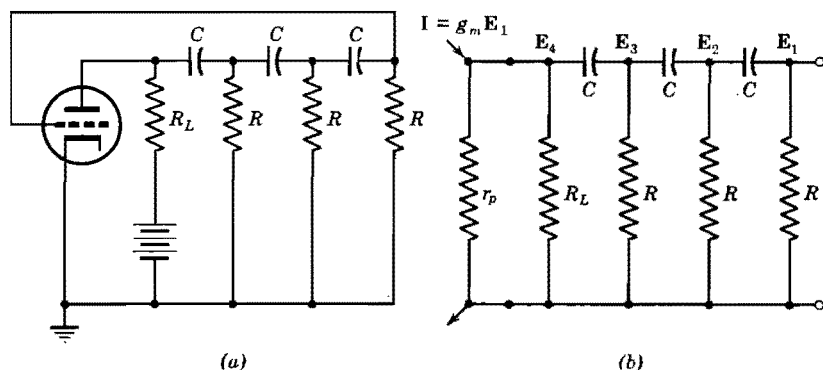 C C C
R_L R R R
(a)
I = g_m E_1
E_4 E_3 E_2 E_1
C C C
r_p R_L R R R
(b)